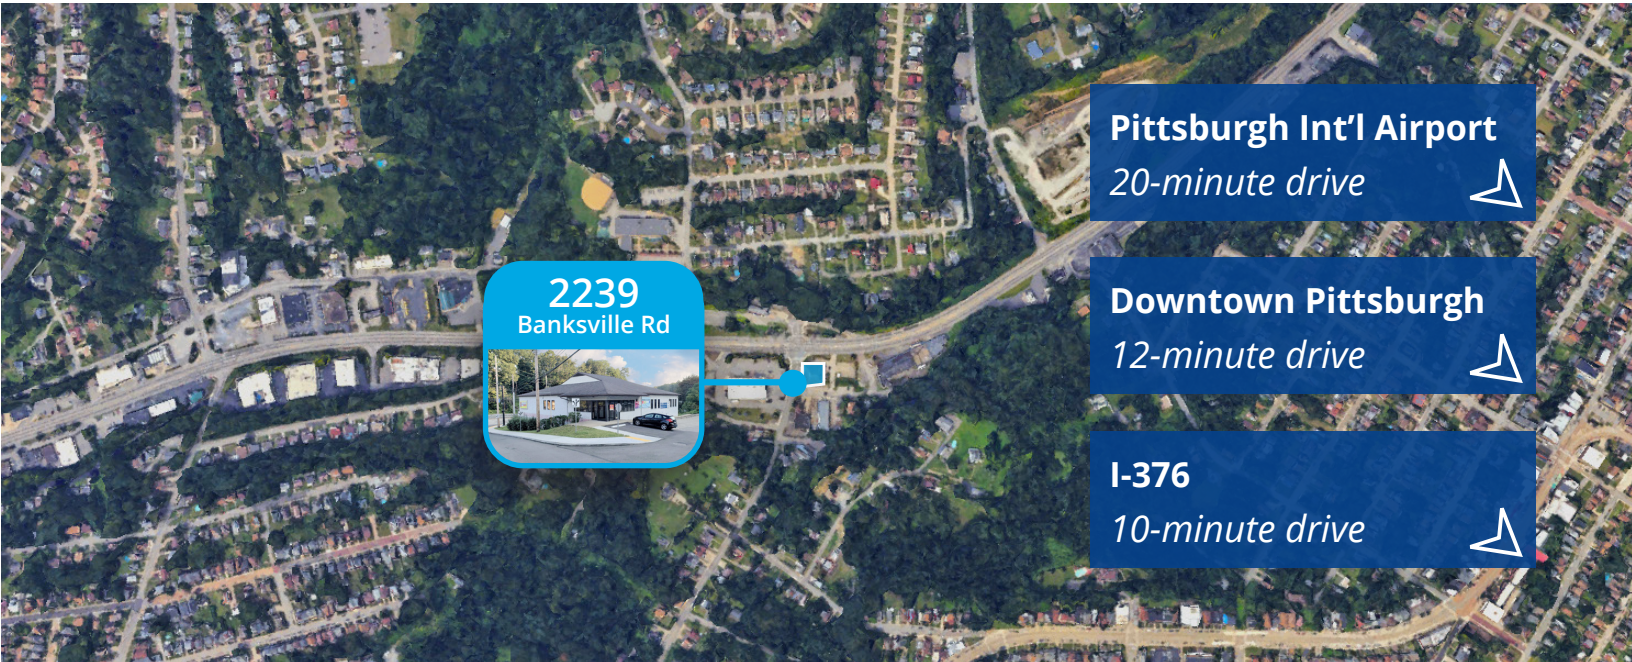 2239
Banksville Rd
Pittsburgh Int’l Airport
20-minute drive
Downtown Pittsburgh
12-minute drive
I-376
10-minute drive